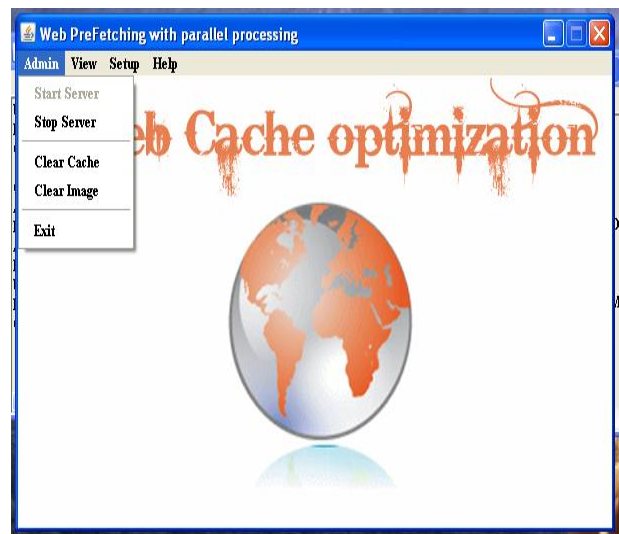 Web PreFetching with parallel processing
Admin View Setup Help
Start Server
Stop Server
Clear Cache
Clear Image
Exit
eb Cache optimization